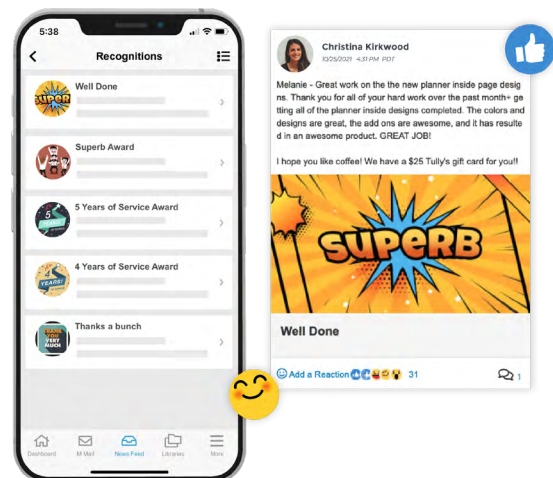 5:38
Recognitions
SUPERB
Well Done
Superb Award
5
YEARS
5 Years of Service Award
4
YEARS!
4 Years of Service Award
THANK
YOU
VERY
MUCH
Thanks a bunch
Dashboard
M Mail
News Feed
Libraries
More
Christina Kirkwood
10/25/2021 4:31 PM PDT
Melanie - Great work on the the new planner inside page desig
ns. Thank you for all of your hard work over the past month+ ge
tting all of the planner inside designs completed. The colors and
designs are great, the add ons are awesome, and it has resulte
d in an awesome product. GREAT JOB!
I hope you like coffee! We have a $25 Tully's gift card for you!!
SUPERB
Well Done
Add a Reaction 31
1